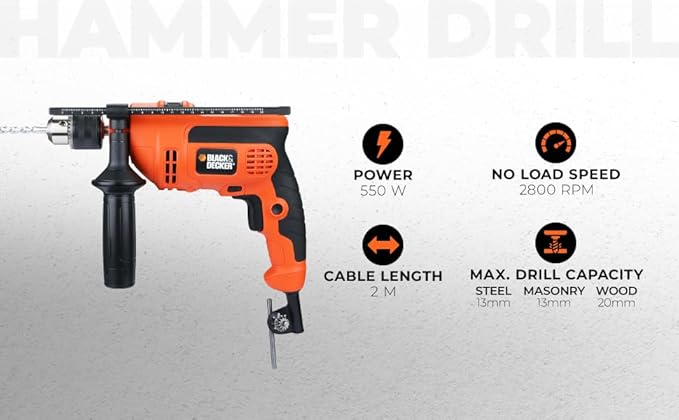 HAMMER DRILL
BLACK&
DECKER®
POWER
550 W
NO LOAD SPEED
2800 RPM
CABLE LENGTH
2 M
MAX. DRILL CAPACITY
STEEL MASONRY WOOD
13mm 13mm 20mm